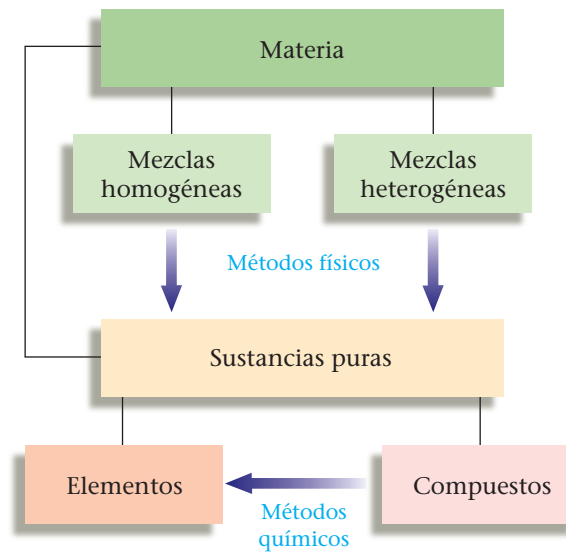 Materia
Mezclas
homogéneas
Mezclas
heterogéneas
Métodos físicos
Sustancias puras
Elementos
Compuestos
Métodos
químicos